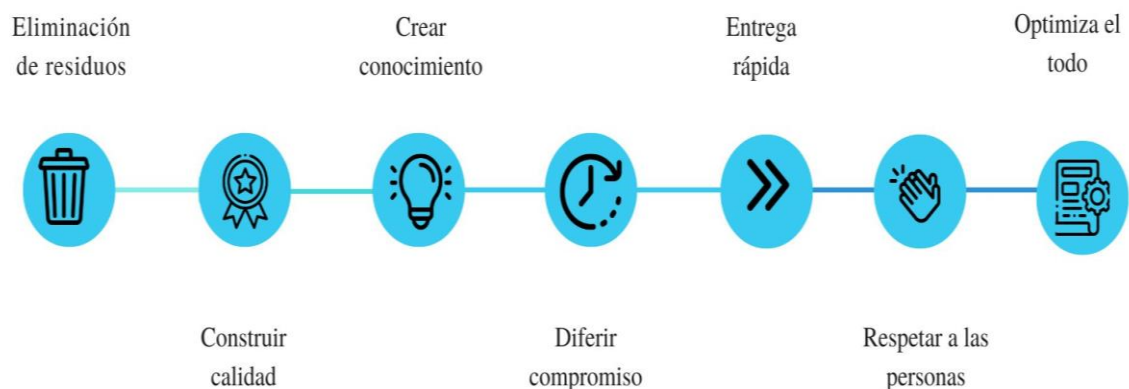 Eliminación
de residuos
Construir
calidad
Crear
conocimiento
Diferir
compromiso
Entrega
rápida
Respetar a las
personas
Optimiza el
todo